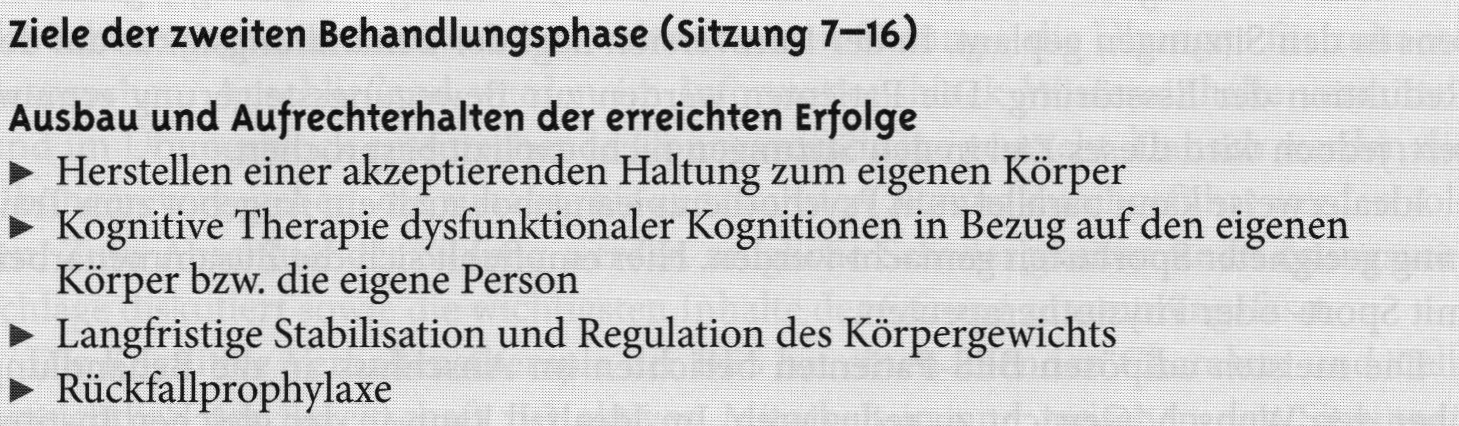 Ziele der zweiten Behandlungsphase (Sitzung 7–16)
Ausbau und Aufrechterhalten der erreichten Erfolge
► Herstellen einer akzeptierenden Haltung zum eigenen Körper
► Kognitive Therapie dysfunktionaler Kognitionen in Bezug auf den eigenen
Körper bzw. die eigene Person
► Langfristige Stabilisation und Regulation des Körpergewichts
► Rückfallprophylaxe